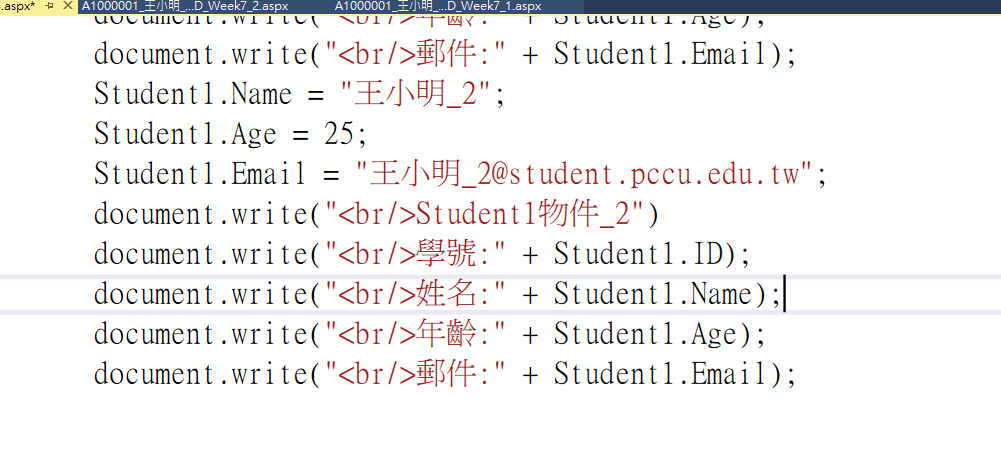 .aspx*
A1000001_王小明_...D_Week7_2.aspx
A1000001_王小明_...D_Week7_1.aspx
document.write("<br/>年齡:" + Student1.Age);
document.write("<br/>郵件:" + Student1.Email);
Student1.Name = "王小明_2";
Student1.Age = 25;
Student1.Email = "王小明_2@student.pccu.edu.tw";
document.write("<br/>Student1物件_2")
document.write("<br/>學號:" + Student1.ID);
document.write("<br/>姓名:" + Student1.Name);
document.write("<br/>年齡:" + Student1.Age);
document.write("<br/>郵件:" + Student1.Email);